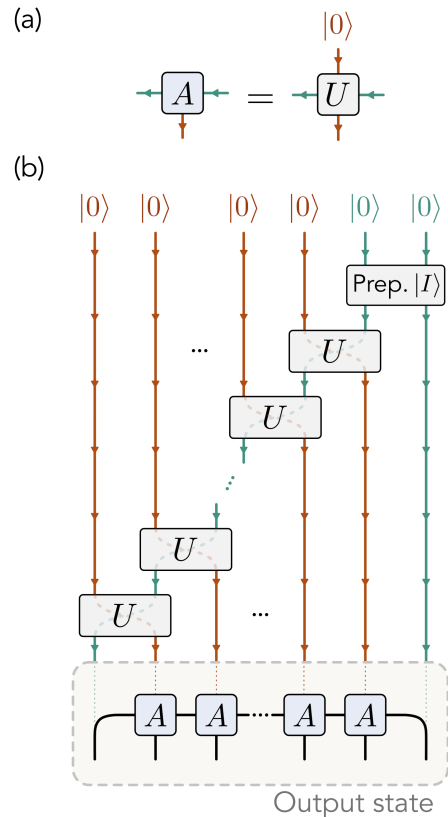 (a)
|0⟩
A = U
(b)
|0⟩ |0⟩ |0⟩ |0⟩ |0⟩ |0⟩
Prep. |I⟩
... U
U
⋱
U
U ...
A A ... A A
Output state